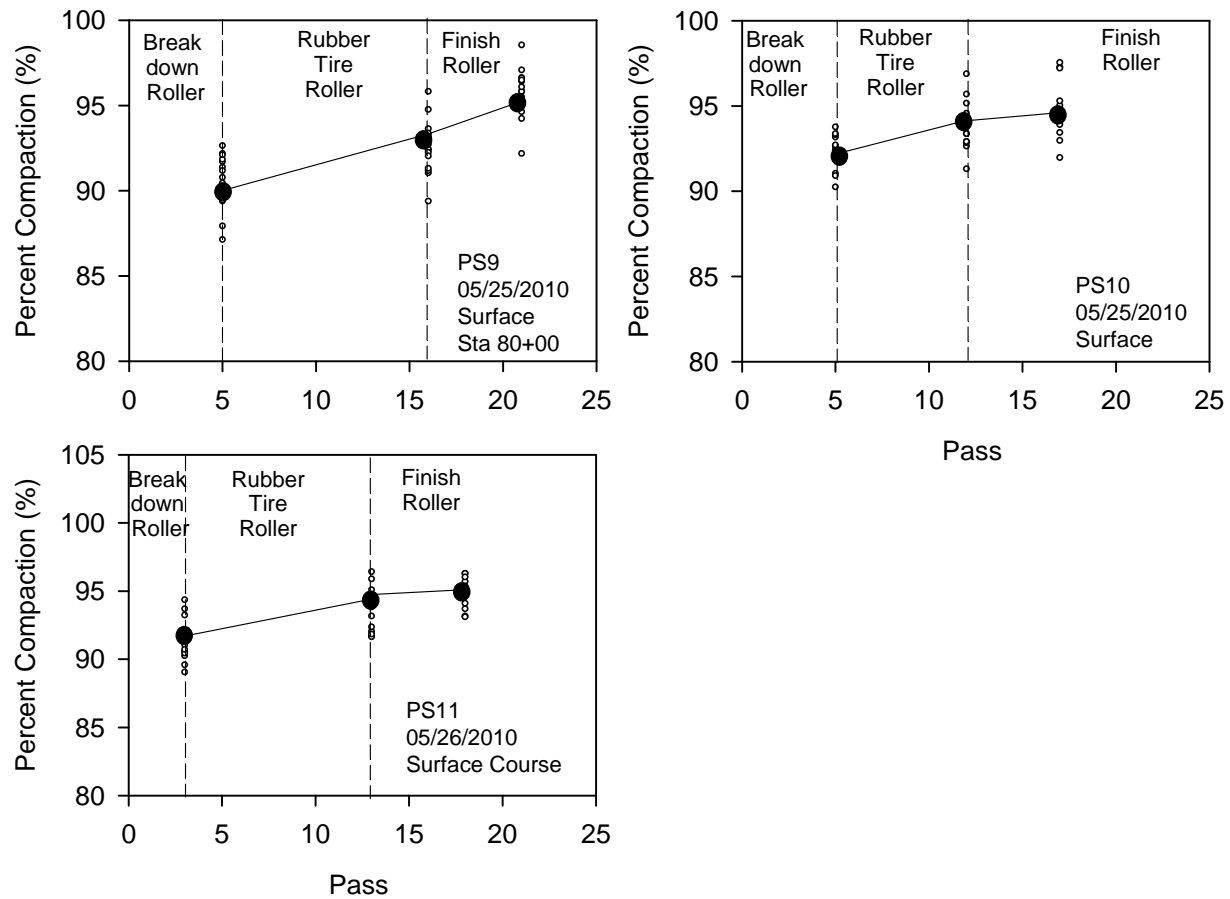 Percent Compaction (%)
100
95
90
85
80
Break
down
Roller
Rubber
Tire
Roller
Finish
Roller
PS9
05/25/2010
Surface
Sta 80+00
0 5 10 15 20 25
Percent Compaction (%)
100
95
90
85
80
Break
down
Roller
Rubber
Tire
Roller
Finish
Roller
PS10
05/25/2010
Surface
0 5 10 15 20 25
Pass
Percent Compaction (%)
105
100
95
90
85
80
Break
down
Roller
Rubber
Tire
Roller
Finish
Roller
PS11
05/26/2010
Surface Course
0 5 10 15 20 25
Pass